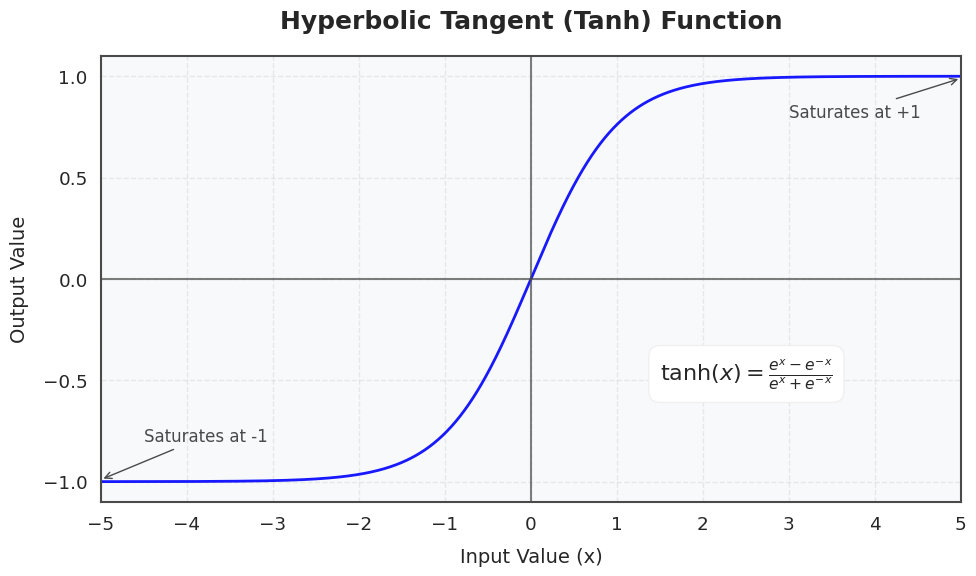 Hyperbolic Tangent (Tanh) Function
1.0
Saturates at +1
0.5
Output Value
0.0
tanh(x) = \frac{e^x - e^{-x}}{e^x + e^{-x}}
−0.5
Saturates at -1
−1.0
−5 −4 −3 −2 −1 0 1 2 3 4 5
Input Value (x)